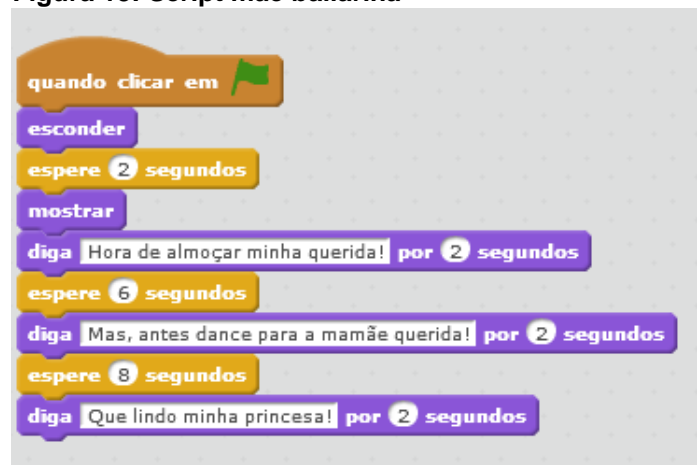 quando clicar em
esconder
espere 2 segundos
mostrar
diga Hora de almoçar minha querida! por 2 segundos
espere 6 segundos
diga Mas, antes dance para a mamãe querida! por 2 segundos
espere 8 segundos
diga Que lindo minha princesa! por 2 segundos